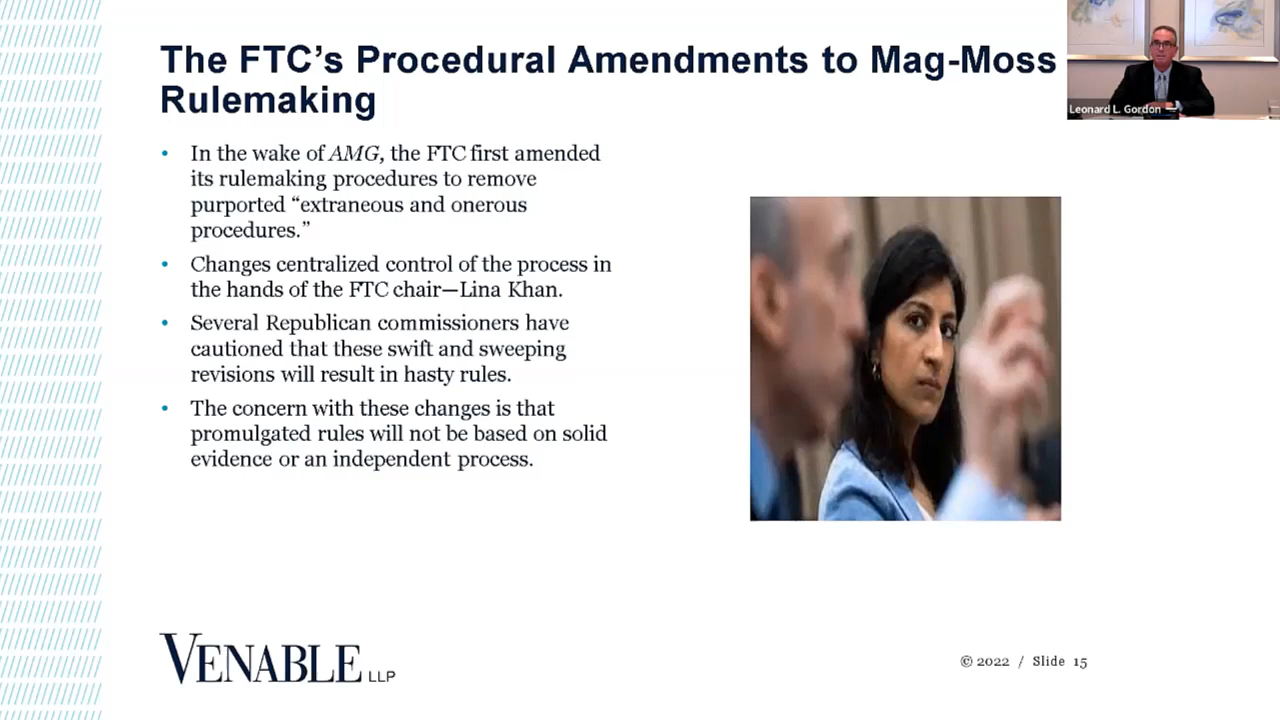 The FTC’s Procedural Amendments to Mag-Moss
Rulemaking
Leonard L. Gordon
• In the wake of AMG, the FTC first amended
its rulemaking procedures to remove
purported “extraneous and onerous
procedures.”
• Changes centralized control of the process in
the hands of the FTC chair—Lina Khan.
• Several Republican commissioners have
cautioned that these swift and sweeping
revisions will result in hasty rules.
• The concern with these changes is that
promulgated rules will not be based on solid
evidence or an independent process.
VENABLE LLP
© 2022 / Slide 15